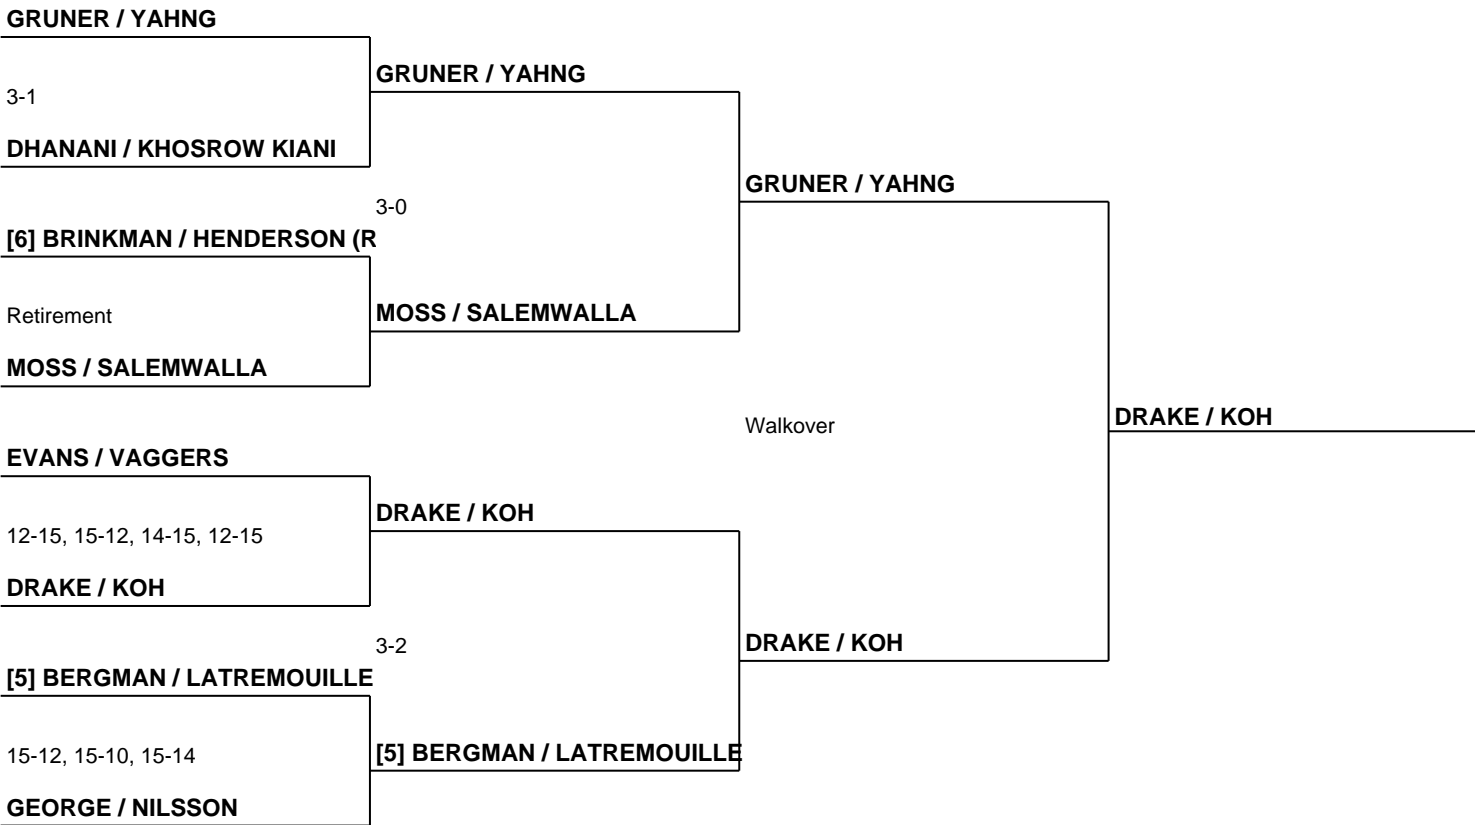 GRUNER / YAHNG
3-1
DHANANI / KHOSROW KIANI
[6] BRINKMAN / HENDERSON (R
Retirement
MOSS / SALEMWALLA
EVANS / VAGGERS
12-15, 15-12, 14-15, 12-15
DRAKE / KOH
[5] BERGMAN / LATREMOUILLE
15-12, 15-10, 15-14
GEORGE / NILSSON
GRUNER / YAHNG
3-0
MOSS / SALEMWALLA
DRAKE / KOH
3-2
[5] BERGMAN / LATREMOUILLE
GRUNER / YAHNG
Walkover
DRAKE / KOH
DRAKE / KOH